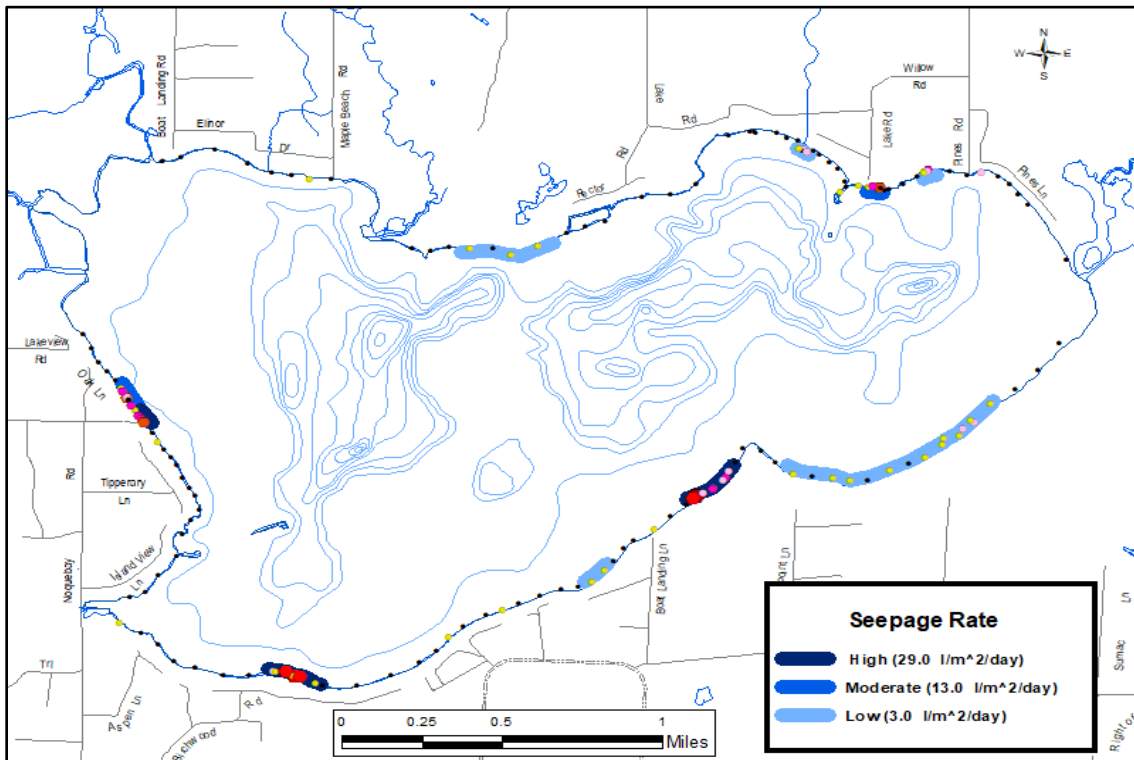 N
W E
S
Boat Landing Rd
Maple Beach Rd
Elinor
Dr
Lake
Rd
Rd
Rector
Willow
Rd
Lake Rd
Pines Rd
Pines Ln
Lakeview
Rd
Oak Ln
Rd
Tipperary
Ln
Island View
Ln
Noquebay
Boat Landing Ln
Ln
Sumac
Trl
Aspen Ln
Rd
0 0.25 0.5 1
Miles
Seepage Rate
High (29.0 l/m^2/day)
Moderate (13.0 l/m^2/day)
Low (3.0 l/m^2/day)